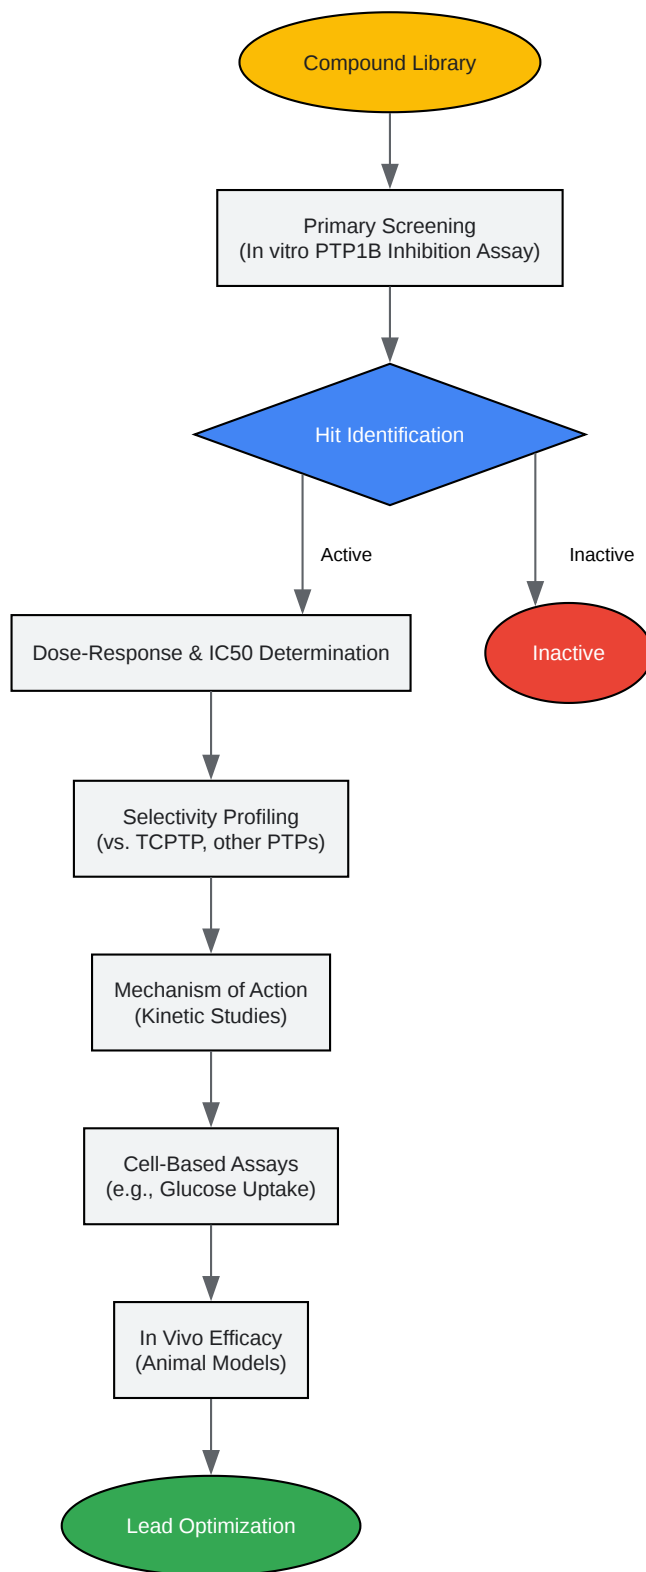 Compound Library
Primary Screening
(In vitro PTP1B Inhibition Assay)
Hit Identification
Active
Inactive
Dose-Response & IC50 Determination
Inactive
Selectivity Profiling
(vs. TCPTP, other PTPs)
Mechanism of Action
(Kinetic Studies)
Cell-Based Assays
(e.g., Glucose Uptake)
In Vivo Efficacy
(Animal Models)
Lead Optimization